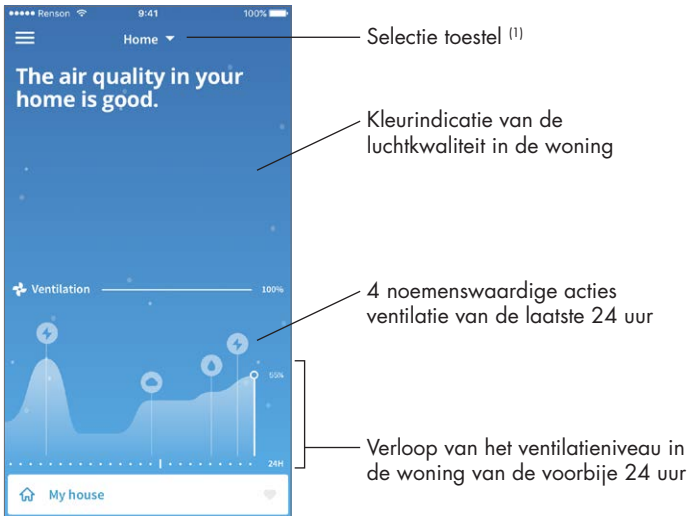 Renson 9:41 100%
Home
Selectie toestel (1)
The air quality in your
home is good.
Kleurindicatie van de
luchtkwaliteit in de woning
Ventilation 100%
4 noemenswaardige acties
ventilatie van de laatste 24 uur
55%
Verloop van het ventilatieniveau in
de woning van de voorbije 24 uur
24H
My house